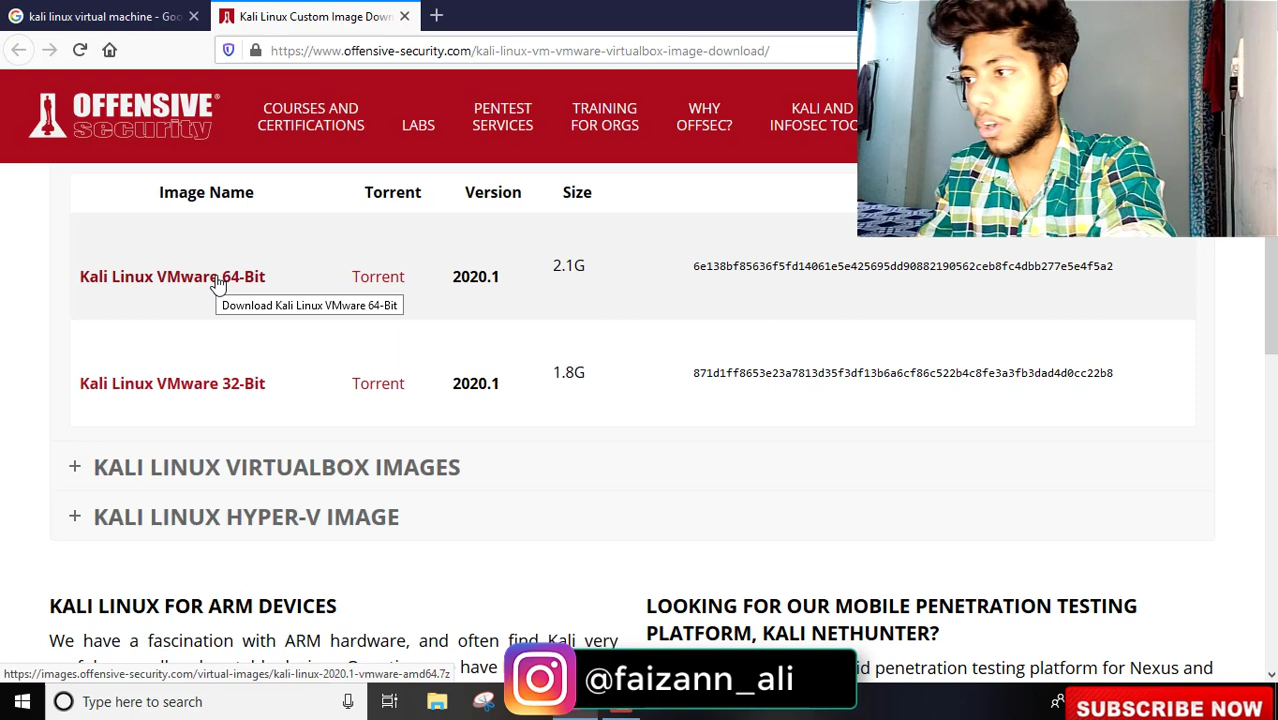 kali linux virtual machine - Goo
Kali Linux Custom Image Down
https://www.offensive-security.com/kali-linux-vm-vmware-virtualbox-image-download/
OFFENSIVE
security
COURSES AND
CERTIFICATIONS
LABS
PENTEST
SERVICES
TRAINING
FOR ORGS
WHY
OFFSEC?
KALI AND
INFOSEC TOO
Image Name Torrent Version Size
Kali Linux VMware 64-Bit Torrent 2020.1 2.1G 6e138bf85636f5fd14061e5e425695dd90882190562ceb8fc4dbb277e5e4f5a2
Download Kali Linux VMware 64-Bit
Kali Linux VMware 32-Bit Torrent 2020.1 1.8G 871d1ff8653e23a7813d35f3df13b6a6cf86c522b4c8fe3a3fb3dad4d0cc22b8
+ KALI LINUX VIRTUALBOX IMAGES
+ KALI LINUX HYPER-V IMAGE
KALI LINUX FOR ARM DEVICES
We have a fascination with ARM hardware, and often find Kali very
have
LOOKING FOR OUR MOBILE PENETRATION TESTING
PLATFORM, KALI NETHUNTER?
penetration testing platform for Nexus and
https://images.offensive-security.com/virtual-images/kali-linux-2020.1-vmware-amd64.7z
@faizann_ali
Type here to search
SUBSCRIBE NOW